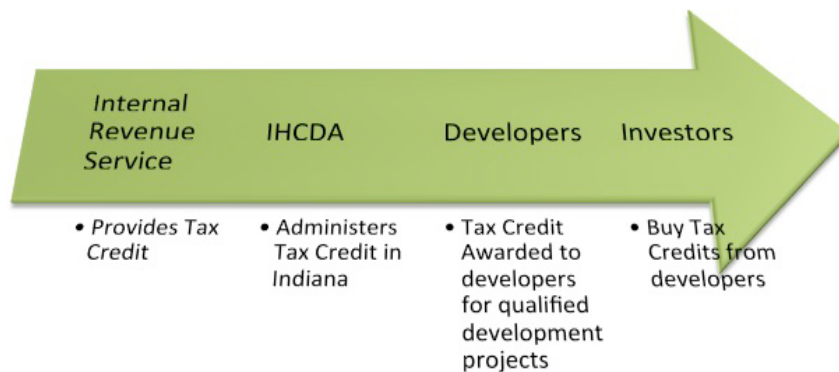 Internal
Revenue
Service
IHCDA
Developers
Investors
• Provides Tax
Credit
• Administers
Tax Credit in
Indiana
• Tax Credit
Awarded to
developers
for qualified
development
projects
• Buy Tax
Credits from
developers